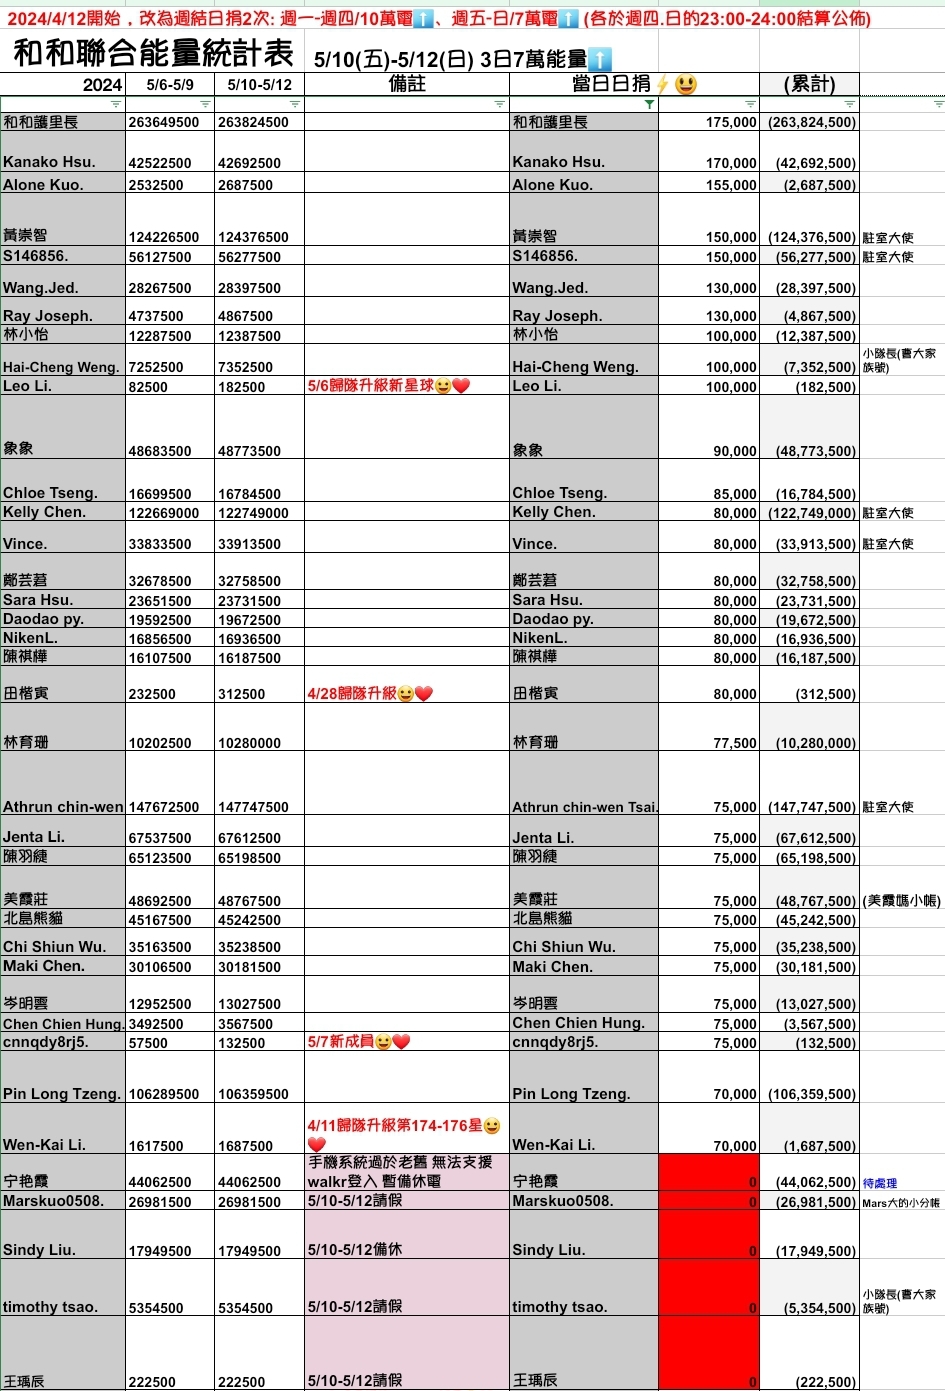 2024/4/12開始，改為週結日捐2次: 週一-週四/10萬電⬆️、週五-日/7萬電⬆️ (各於週四.日的23:00-24:00結算公佈)
和和聯合能量統計表 5/10(五)-5/12(日) 3日7萬能量⬆️
2024 5/6-5/9 5/10-5/12 備註 當日日捐⚡😃 (累計)
和和護里長 263649500 263824500 和和護里長 175,000 (263,824,500)
Kanako Hsu. 42522500 42692500 Kanako Hsu. 170,000 (42,692,500)
Alone Kuo. 2532500 2687500 Alone Kuo. 155,000 (2,687,500)
黃崇智 124226500 124376500 黃崇智 150,000 (124,376,500) 駐室大使
S146856. 56127500 56277500 S146856. 150,000 (56,277,500) 駐室大使
Wang.Jed. 28267500 28397500 Wang.Jed. 130,000 (28,397,500)
Ray Joseph. 4737500 4867500 Ray Joseph. 130,000 (4,867,500)
林小怡 12287500 12387500 林小怡 100,000 (12,387,500)
Hai-Cheng Weng. 7252500 7352500 Hai-Cheng Weng. 100,000 (7,352,500) 小隊長(曹大家
族號)
Leo Li. 82500 182500 5/6歸隊升級新星球😄❤️ Leo Li. 100,000 (182,500)
象象 48683500 48773500 象象 90,000 (48,773,500)
Chloe Tseng. 16699500 16784500 Chloe Tseng. 85,000 (16,784,500)
Kelly Chen. 122669000 122749000 Kelly Chen. 80,000 (122,749,000) 駐室大使
Vince. 33833500 33913500 Vince. 80,000 (33,913,500) 駐室大使
鄭芸莙 32678500 32758500 鄭芸莙 80,000 (32,758,500)
Sara Hsu. 23651500 23731500 Sara Hsu. 80,000 (23,731,500)
Daodao py. 19592500 19672500 Daodao py. 80,000 (19,672,500)
NikenL. 16856500 16936500 NikenL. 80,000 (16,936,500)
陳祺樺 16107500 16187500 陳祺樺 80,000 (16,187,500)
田楷寅 232500 312500 4/28歸隊升級😄❤️ 田楷寅 80,000 (312,500)
林育珊 10202500 10280000 林育珊 77,500 (10,280,000)
Athrun chin-wen 147672500 147747500 Athrun chin-wen Tsai. 75,000 (147,747,500) 駐室大使
Jenta Li. 67537500 67612500 Jenta Li. 75,000 (67,612,500)
陳羽緁 65123500 65198500 陳羽緁 75,000 (65,198,500)
美霞莊 48692500 48767500 美霞莊 75,000 (48,767,500) (美霞媽小帳)
北島熊貓 45167500 45242500 北島熊貓 75,000 (45,242,500)
Chi Shiun Wu. 35163500 35238500 Chi Shiun Wu. 75,000 (35,238,500)
Maki Chen. 30106500 30181500 Maki Chen. 75,000 (30,181,500)
岑明雲 12952500 13027500 岑明雲 75,000 (13,027,500)
Chen Chien Hung. 3492500 3567500 Chen Chien Hung. 75,000 (3,567,500)
cnnqdy8rj5. 57500 132500 5/7新成員😄❤️ cnnqdy8rj5. 75,000 (132,500)
Pin Long Tzeng. 106289500 106359500 Pin Long Tzeng. 70,000 (106,359,500)
Wen-Kai Li. 1617500 1687500 4/11歸隊升級第174-176星😄
❤️ Wen-Kai Li. 70,000 (1,687,500)
宁艳霞 44062500 44062500 手機系統過於老舊 無法支援
walkr登入 暫備休電 宁艳霞 0 (44,062,500) 待處理
Marskuo0508. 26981500 26981500 5/10-5/12請假 Marskuo0508. 0 (26,981,500) Mars大的小分帳
Sindy Liu. 17949500 17949500 5/10-5/12備休 Sindy Liu. 0 (17,949,500)
timothy tsao. 5354500 5354500 5/10-5/12請假 timothy tsao. 0 (5,354,500) 小隊長(曹大家
族號)
王瑀辰 222500 222500 5/10-5/12請假 王瑀辰 0 (222,500)